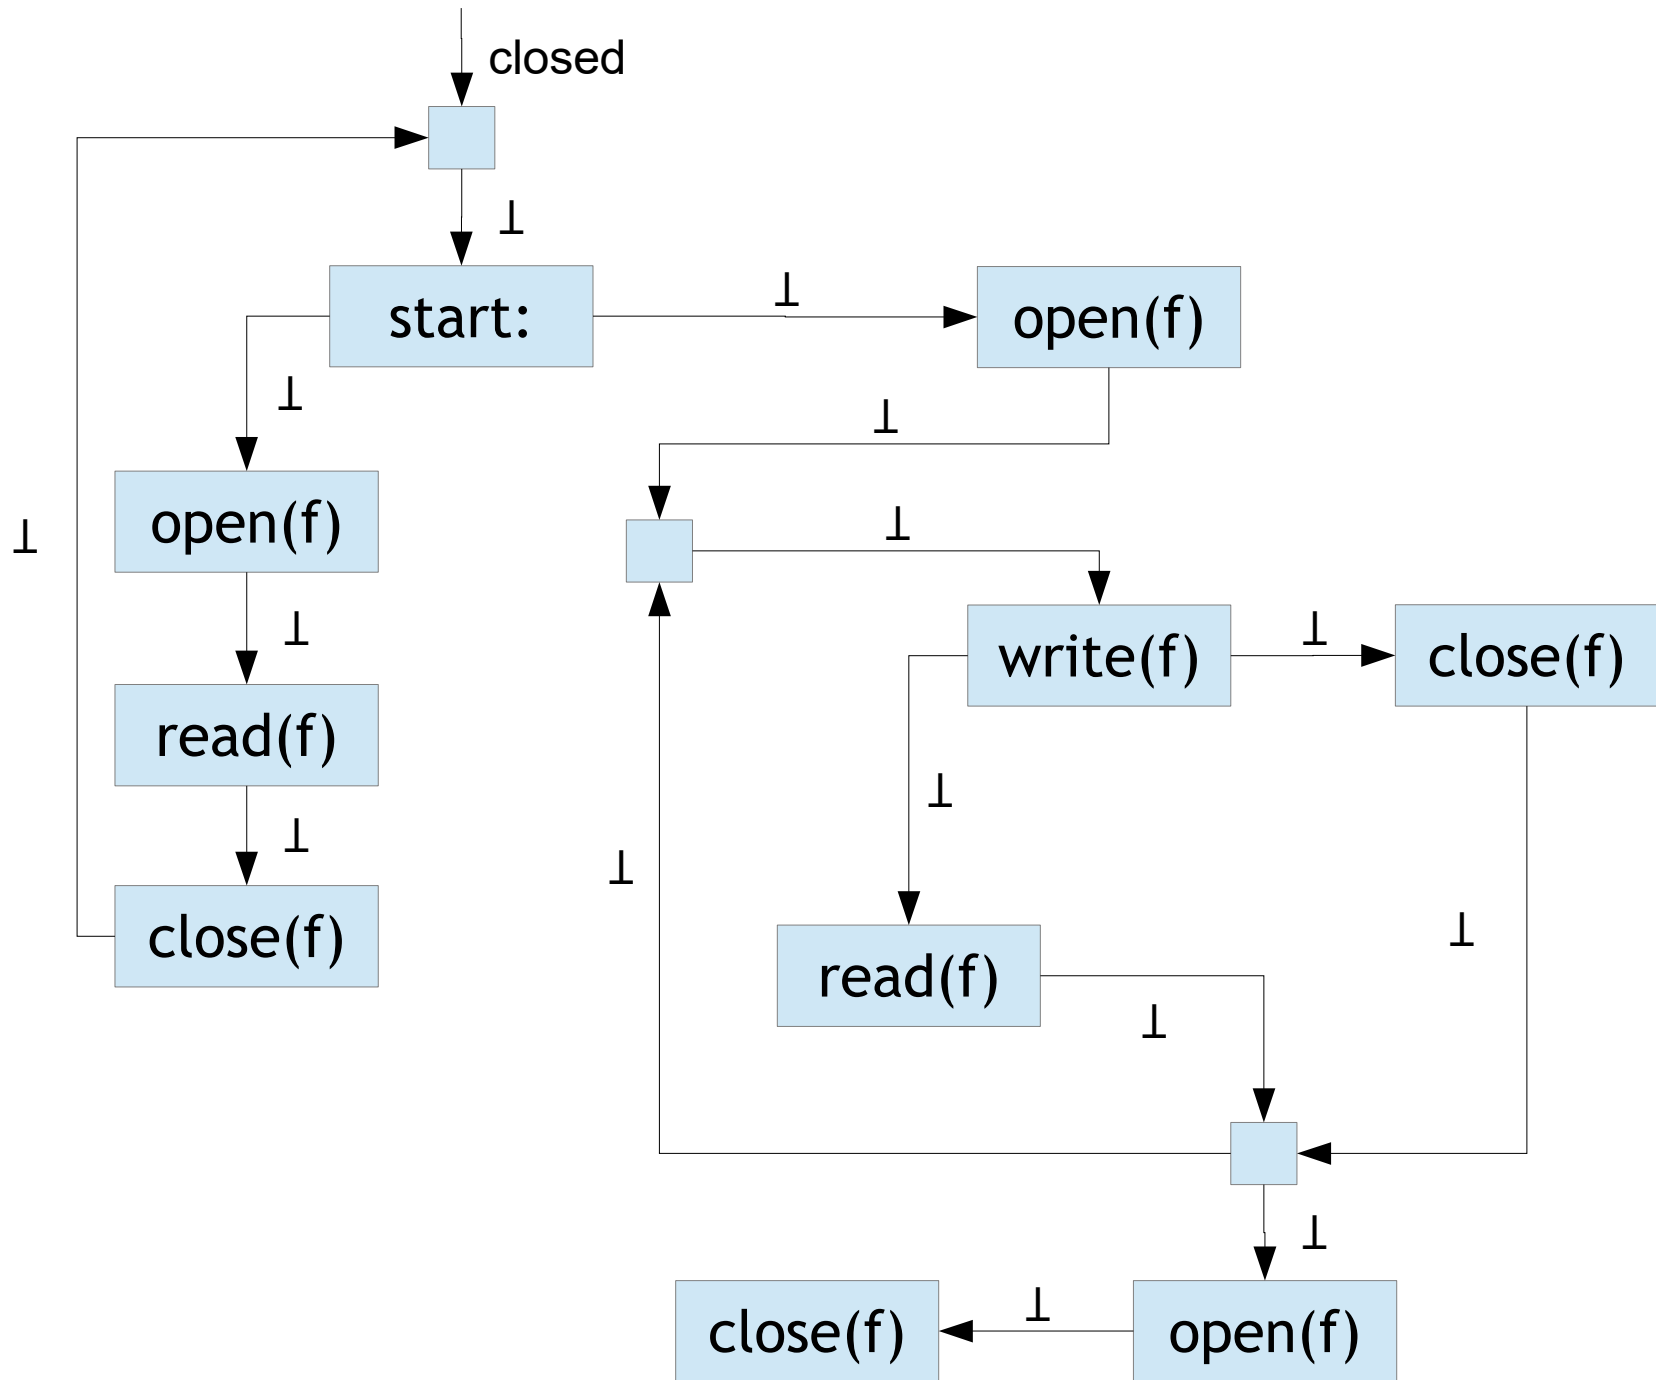 closed
⊥
start:
⊥
open(f)
⊥
⊥
open(f)
⊥
⊥
⊥
write(f)
⊥
close(f)
read(f)
⊥
⊥
⊥
close(f)
⊥
read(f)
⊥
⊥
close(f)
⊥
open(f)